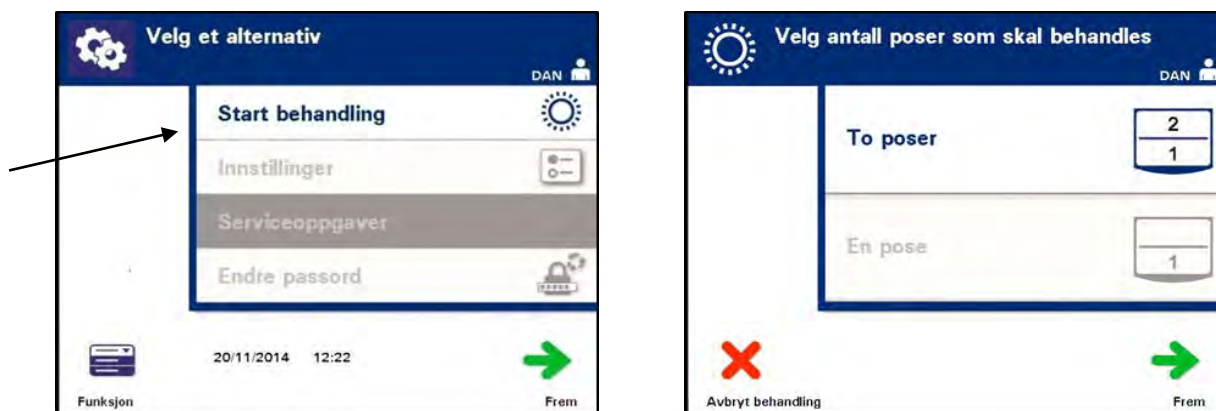 Velg et alternativ
DAN
Start behandling
Innstillinger
Serviceoppgaver
Endre passord
20/11/2014 12:22
Funksjon
Frem
Velg antall poser som skal behandles
DAN
To poser
2
1
En pose
1
Avbryt behandling
Frem